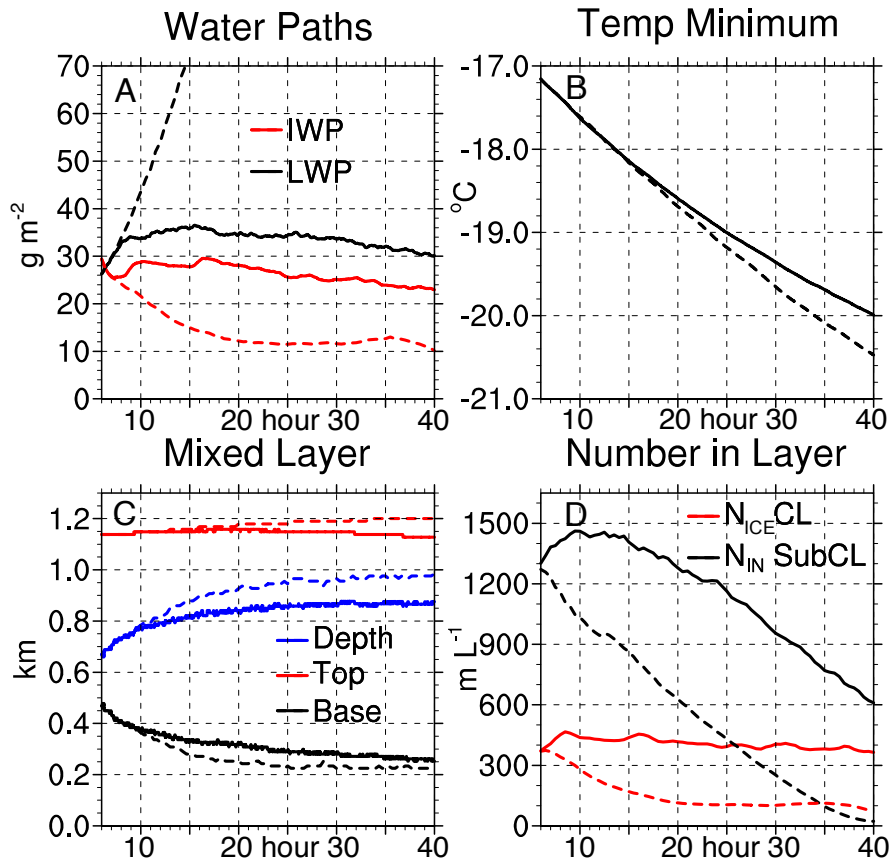 Water Paths
Temp Minimum
70
60
50
40
30
20
10
0
g m⁻²
A
IWP
LWP
10 20 hour 30 40
-17.0
-18.0
-19.0
-20.0
-21.0
°C
B
10 20 hour 30 40
Mixed Layer
Number in Layer
1.2
1.0
0.8
0.6
0.4
0.2
0.0
km
C
Depth
Top
Base
10 20 hour 30 40
1500
1200
900
600
300
0
m L⁻¹
D
N_ICE CL
N_IN SubCL
10 20 hour 30 40